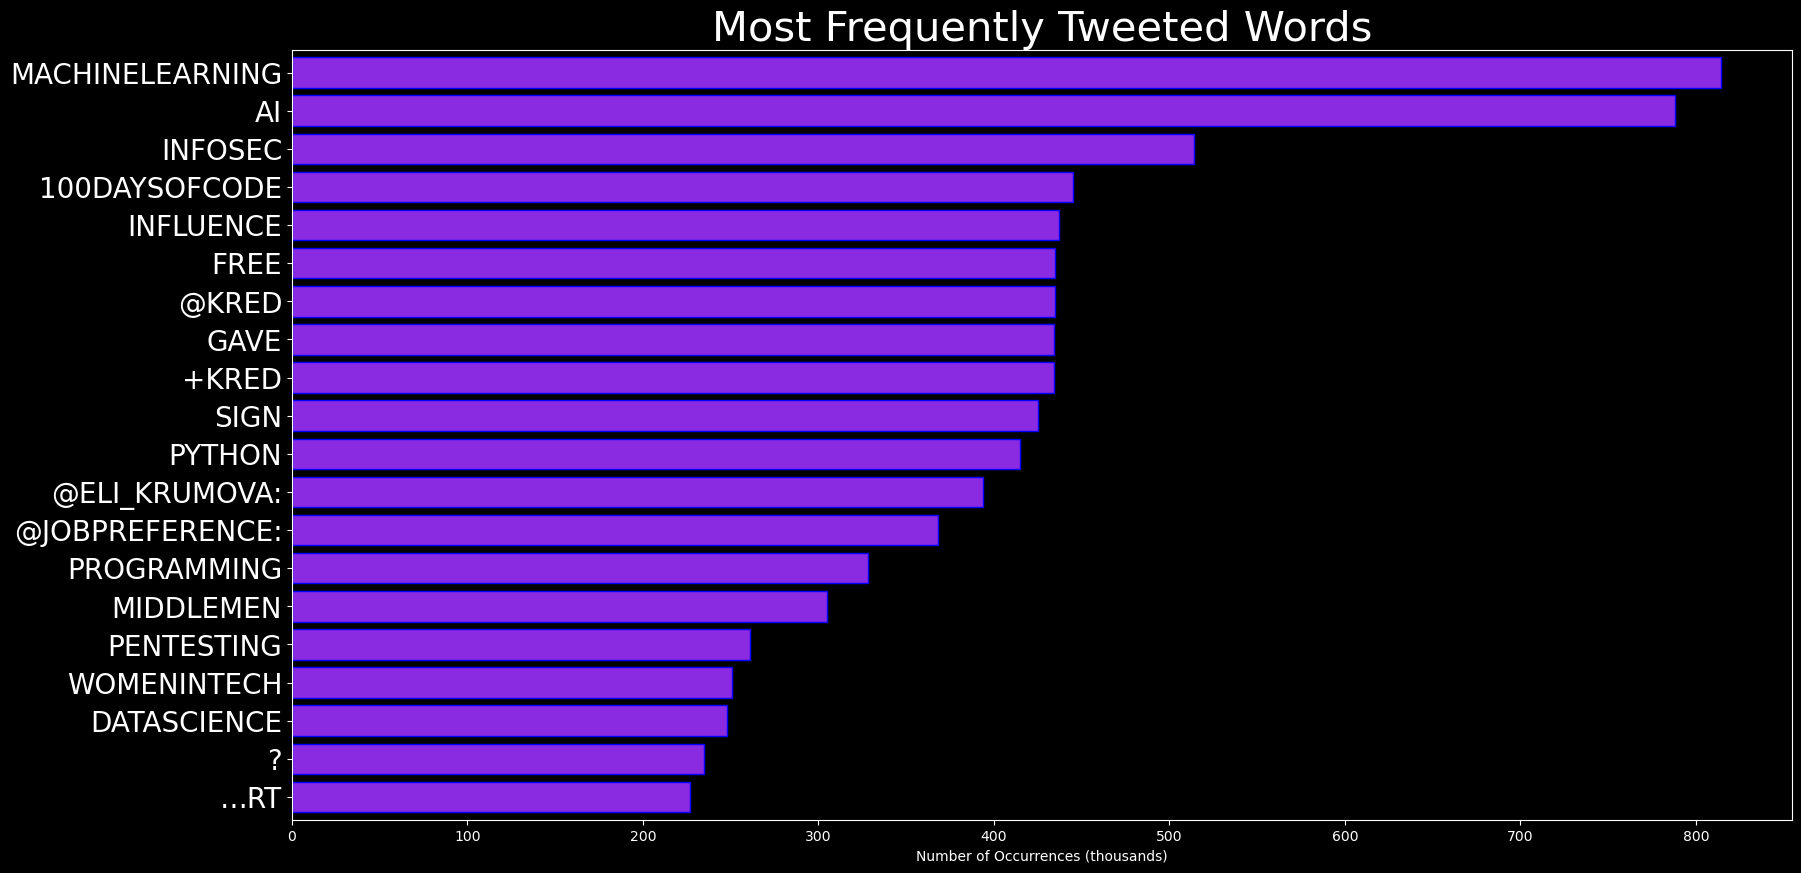 Most Frequently Tweeted Words
MACHINELEARNING
AI
INFOSEC
100DAYSOFCODE
INFLUENCE
FREE
@KRED
GAVE
+KRED
SIGN
PYTHON
@ELI_KRUMOVA:
@JOBPREFERENCE:
PROGRAMMING
MIDDLEMEN
PENTESTING
WOMENINTECH
DATASCIENCE
?
…RT
0 100 200 300 400 500 600 700 800
Number of Occurrences (thousands)